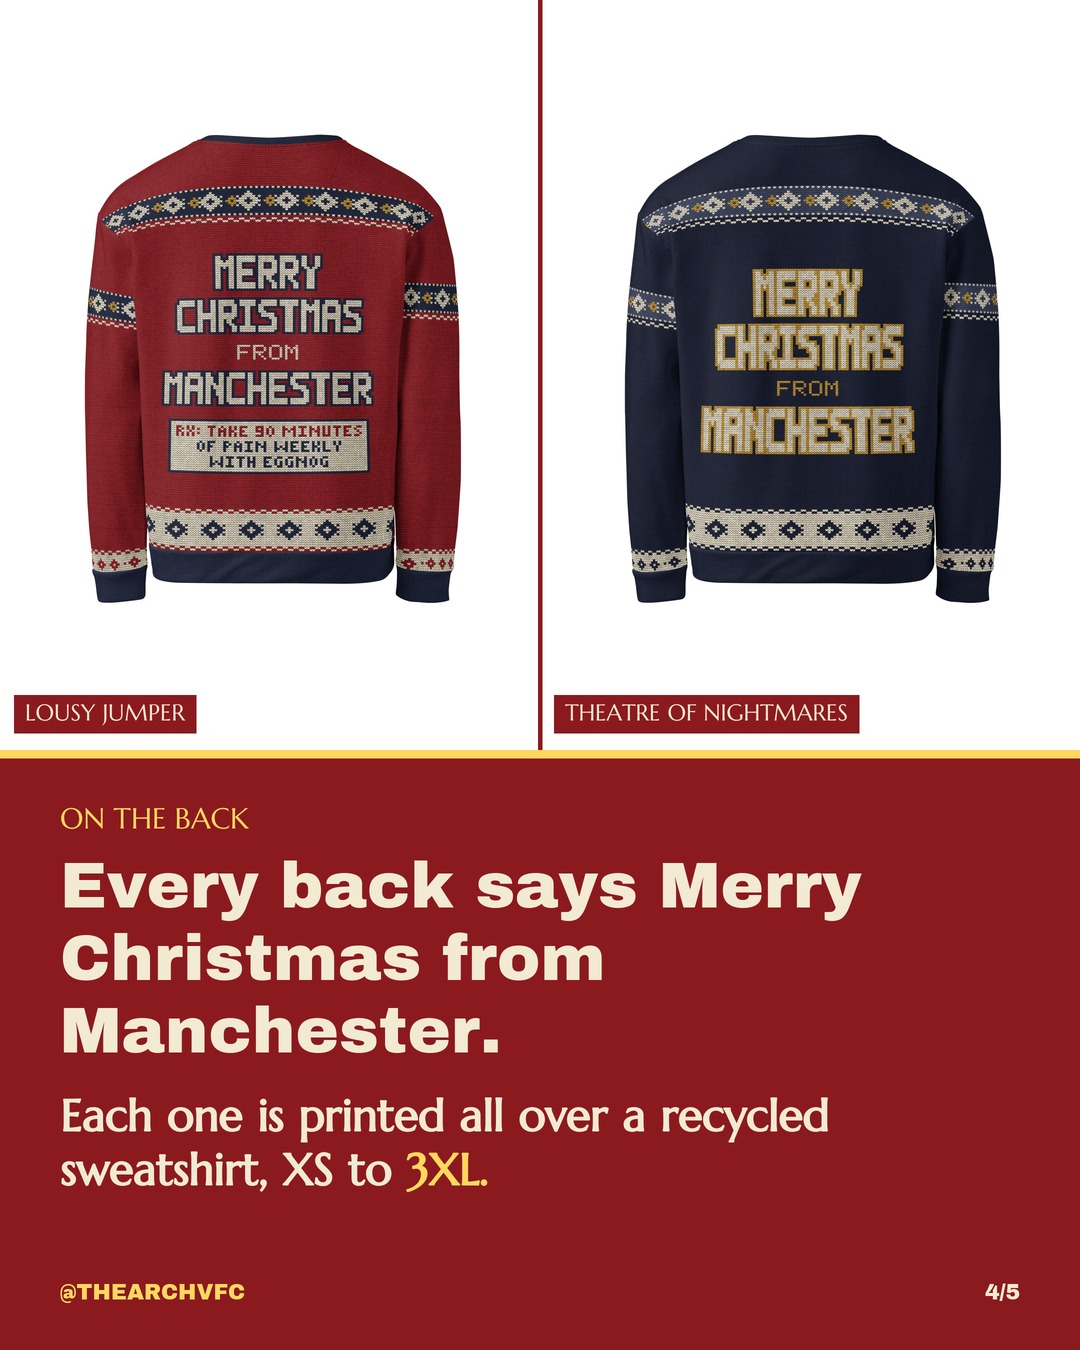 MERRY
CHRISTMAS
FROM
MANCHESTER
RX: TAKE 90 MINUTES
OF PAIN WEEKLY
WITH EGGNOG
MERRY
CHRISTMAS
FROM
MANCHESTER
LOUSY JUMPER
THEATRE OF NIGHTMARES
ON THE BACK
Every back says Merry
Christmas from
Manchester.
Each one is printed all over a recycled
sweatshirt, XS to 3XL.
@THEARCHVFC
4/5